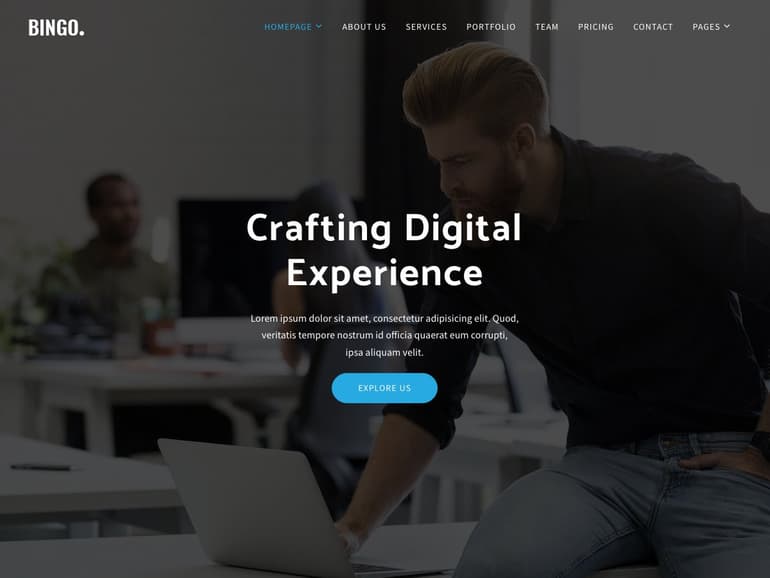 BINGO.
HOMEPAGE ABOUT US SERVICES PORTFOLIO TEAM PRICING CONTACT PAGES
Crafting Digital
Experience
Lorem ipsum dolor sit amet, consectetur adipisicing elit. Quod,
veritatis tempore nostrum id officia quaerat eum corrupti,
ipsa aliquam velit.
EXPLORE US